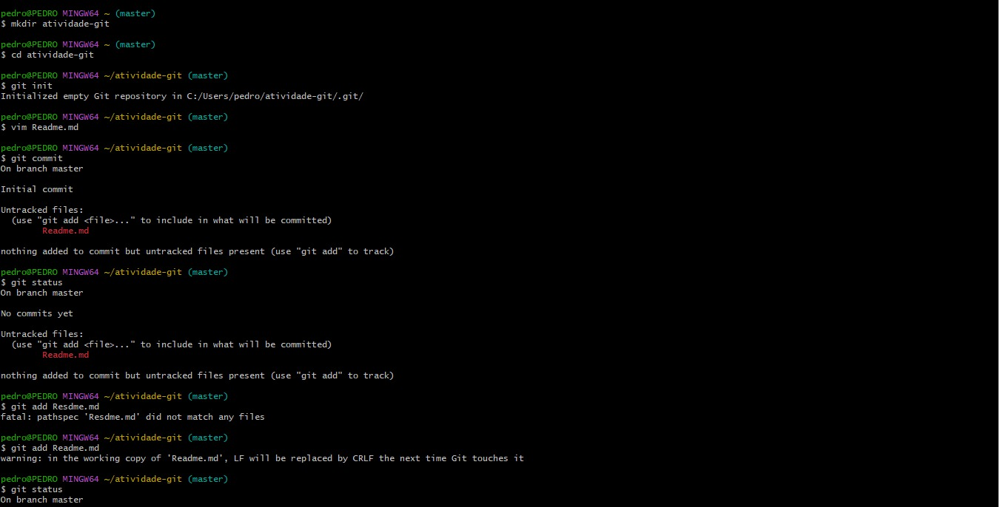 pedro@PEDRO MINGW64 ~ (master)
$ mkdir atividade-git
pedro@PEDRO MINGW64 ~ (master)
$ cd atividade-git
pedro@PEDRO MINGW64 ~/atividade-git (master)
$ git init
Initialized empty Git repository in C:/Users/pedro/atividade-git/.git/
pedro@PEDRO MINGW64 ~/atividade-git (master)
$ vim Readme.md
pedro@PEDRO MINGW64 ~/atividade-git (master)
$ git commit
On branch master
Initial commit
Untracked files:
  (use "git add <file>..." to include in what will be committed)
        Readme.md
nothing added to commit but untracked files present (use "git add" to track)
pedro@PEDRO MINGW64 ~/atividade-git (master)
$ git status
On branch master
No commits yet
Untracked files:
  (use "git add <file>..." to include in what will be committed)
        Readme.md
nothing added to commit but untracked files present (use "git add" to track)
pedro@PEDRO MINGW64 ~/atividade-git (master)
$ git add Resdme.md
fatal: pathspec 'Resdme.md' did not match any files
pedro@PEDRO MINGW64 ~/atividade-git (master)
$ git add Readme.md
warning: in the working copy of 'Readme.md', LF will be replaced by CRLF the next time Git touches it
pedro@PEDRO MINGW64 ~/atividade-git (master)
$ git status
On branch master